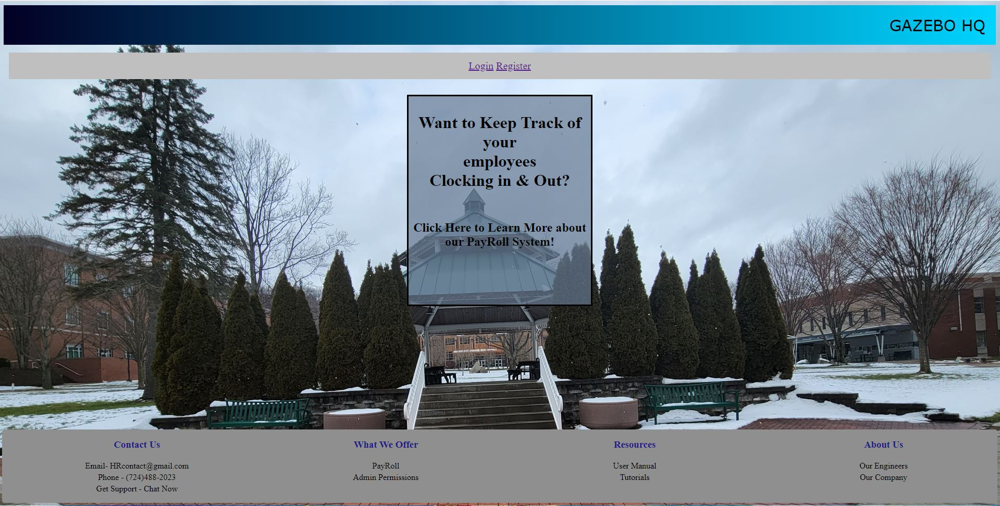 GAZEBO HQ
Login Register
Want to Keep Track of
your
employees
Clocking in & Out?
Click Here to Learn More about
our PayRoll System!
Contact Us
Email- HRcontact@gmail.com
Phone - (724)488-2023
Get Support - Chat Now
What We Offer
PayRoll
Admin Permissions
Resources
User Manual
Tutorials
About Us
Our Engineers
Our Company